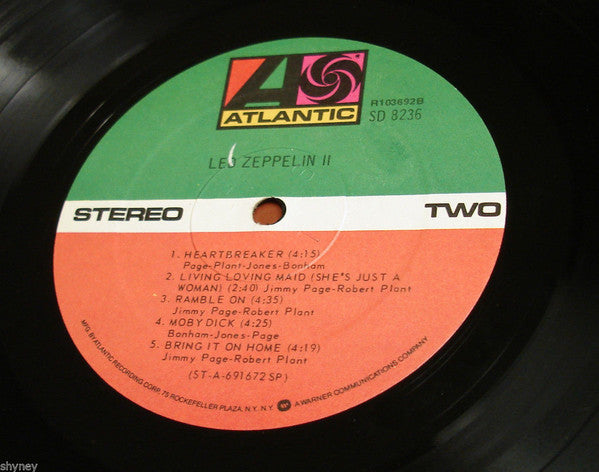 ATLANTIC
R103692B
SD 8236
LED ZEPPELIN II
STEREO
TWO
1. HEARTBREAKER (4:15)
Page-Plant-Jones-Bonham
2. LIVING LOVING MAID (SHE'S JUST A
WOMAN) (2:40) Jimmy Page-Robert Plant
3. RAMBLE ON (4:35)
Jimmy Page-Robert Plant
4. MOBY DICK (4:25)
Bonham-Jones-Page
5. BRING IT ON HOME (4:19)
Jimmy Page-Robert Plant
(ST-A-691672 SP)
MFG. BY ATLANTIC RECORDING CORP. 75 ROCKEFELLER PLAZA, N.Y. N.Y. A WARNER COMMUNICATIONS COMPANY
shyney